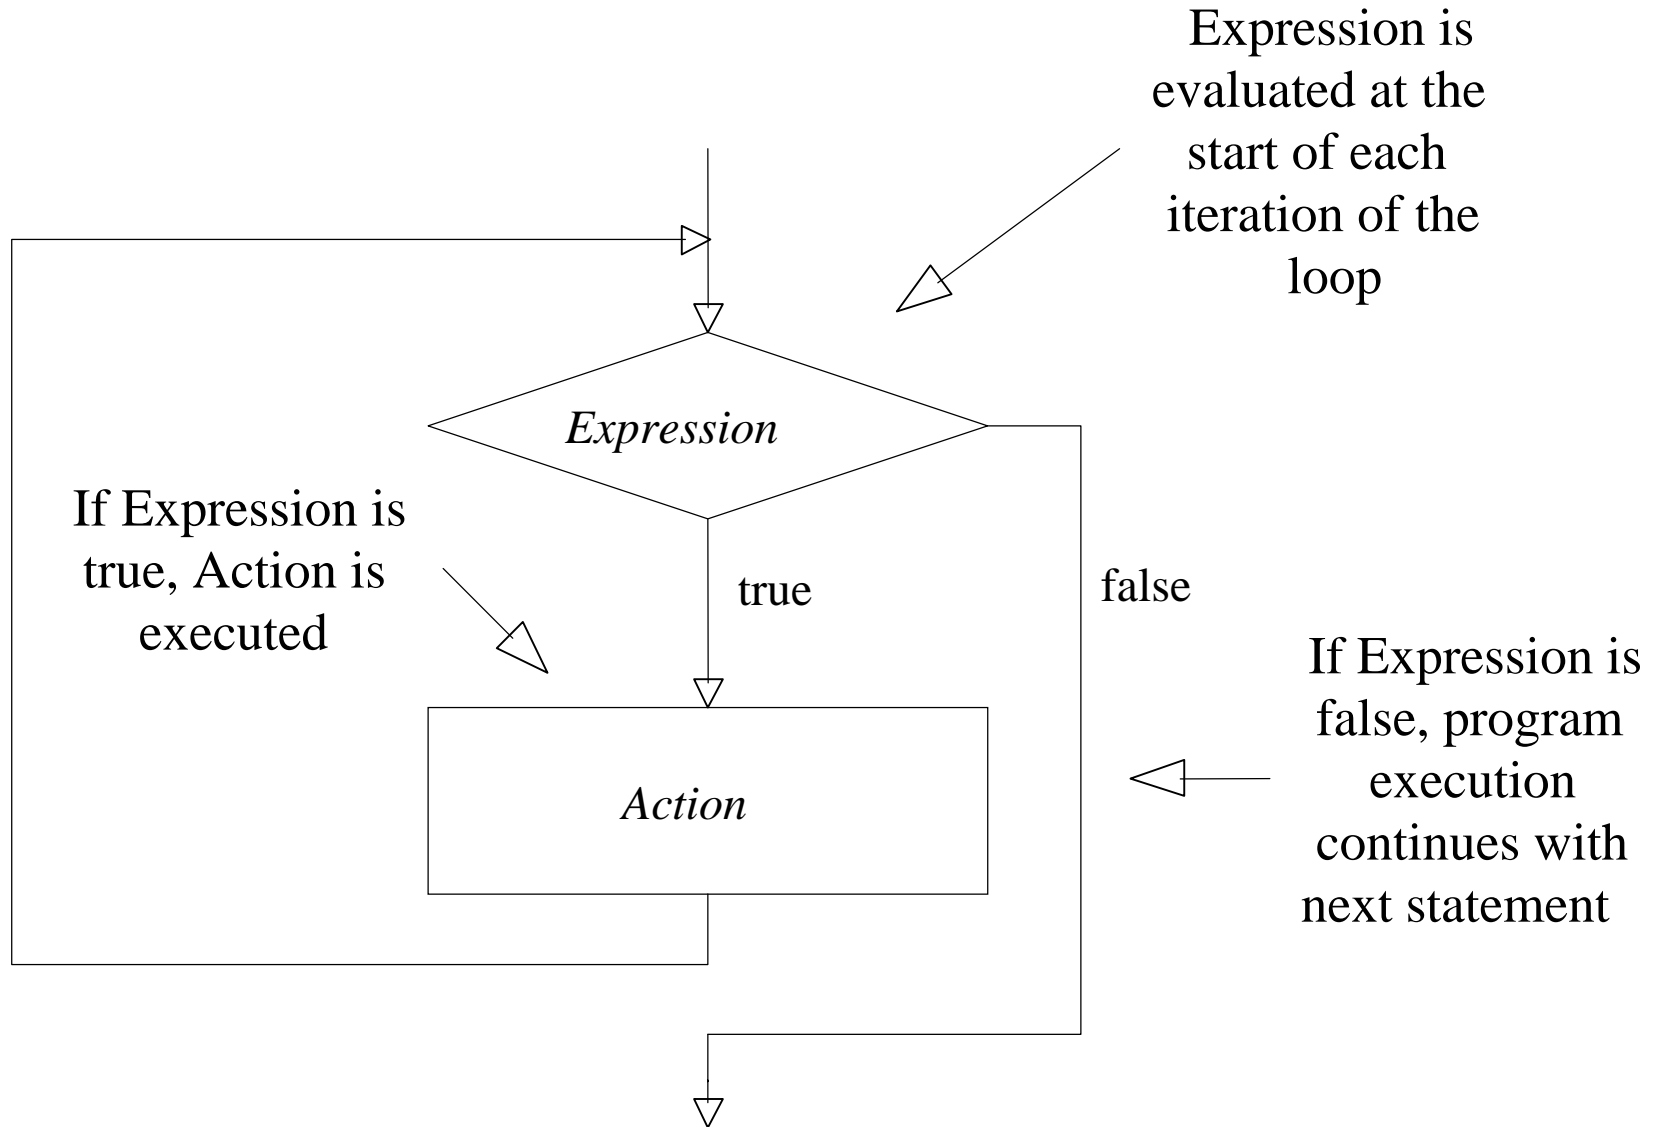 Expression is
evaluated at the
start of each
iteration of the
loop
Expression
If Expression is
true, Action is
executed
true
false
If Expression is
false, program
execution
continues with
next statement
Action